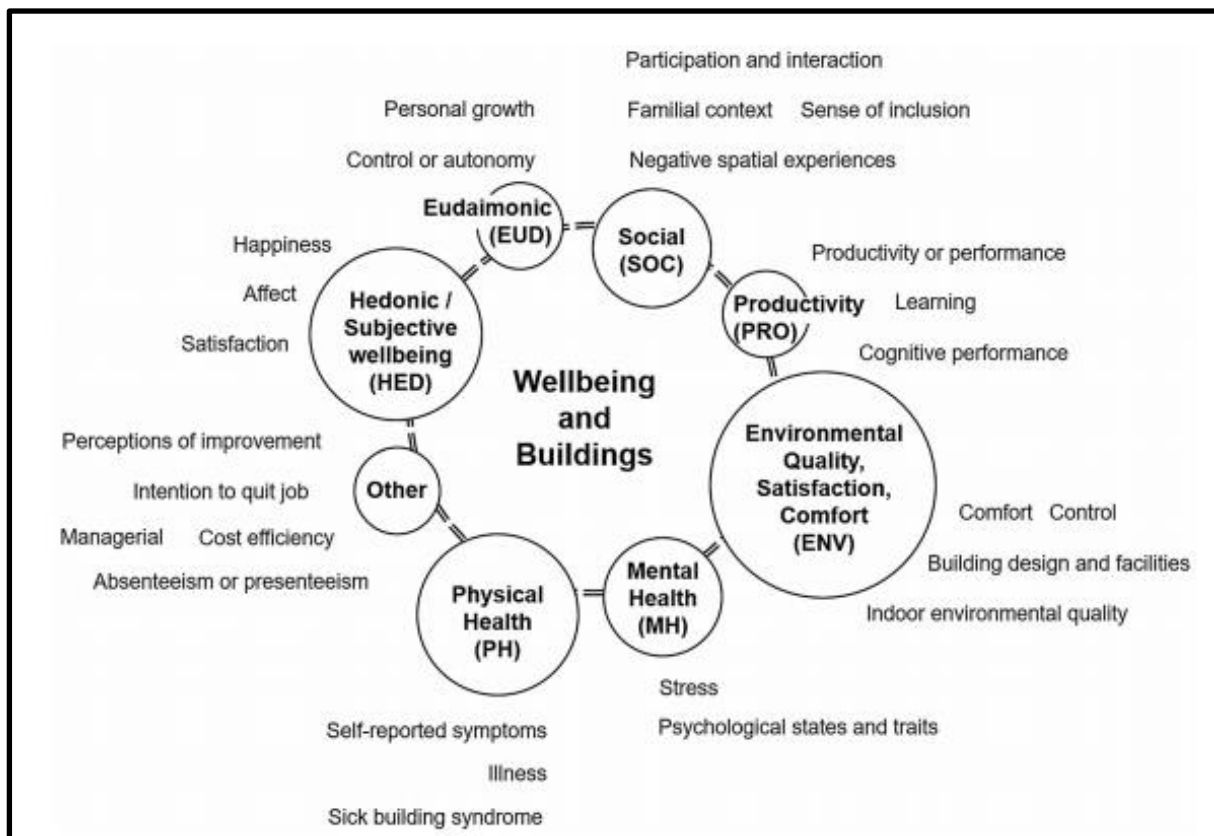 Participation and interaction
Personal growth
Familial context Sense of inclusion
Control or autonomy
Negative spatial experiences
Eudaimonic
(EUD)
Social
(SOC)
Happiness
Affect
Satisfaction
Hedonic /
Subjective
wellbeing
(HED)
Productivity or performance
Learning
Cognitive performance
Productivity
(PRO)
Wellbeing
and
Buildings
Environmental
Quality,
Satisfaction,
Comfort
(ENV)
Perceptions of improvement
Intention to quit job
Managerial Cost efficiency
Absenteeism or presenteeism
Other
Comfort Control
Building design and facilities
Indoor environmental quality
Physical
Health
(PH)
Mental
Health
(MH)
Stress
Psychological states and traits
Self-reported symptoms
Illness
Sick building syndrome